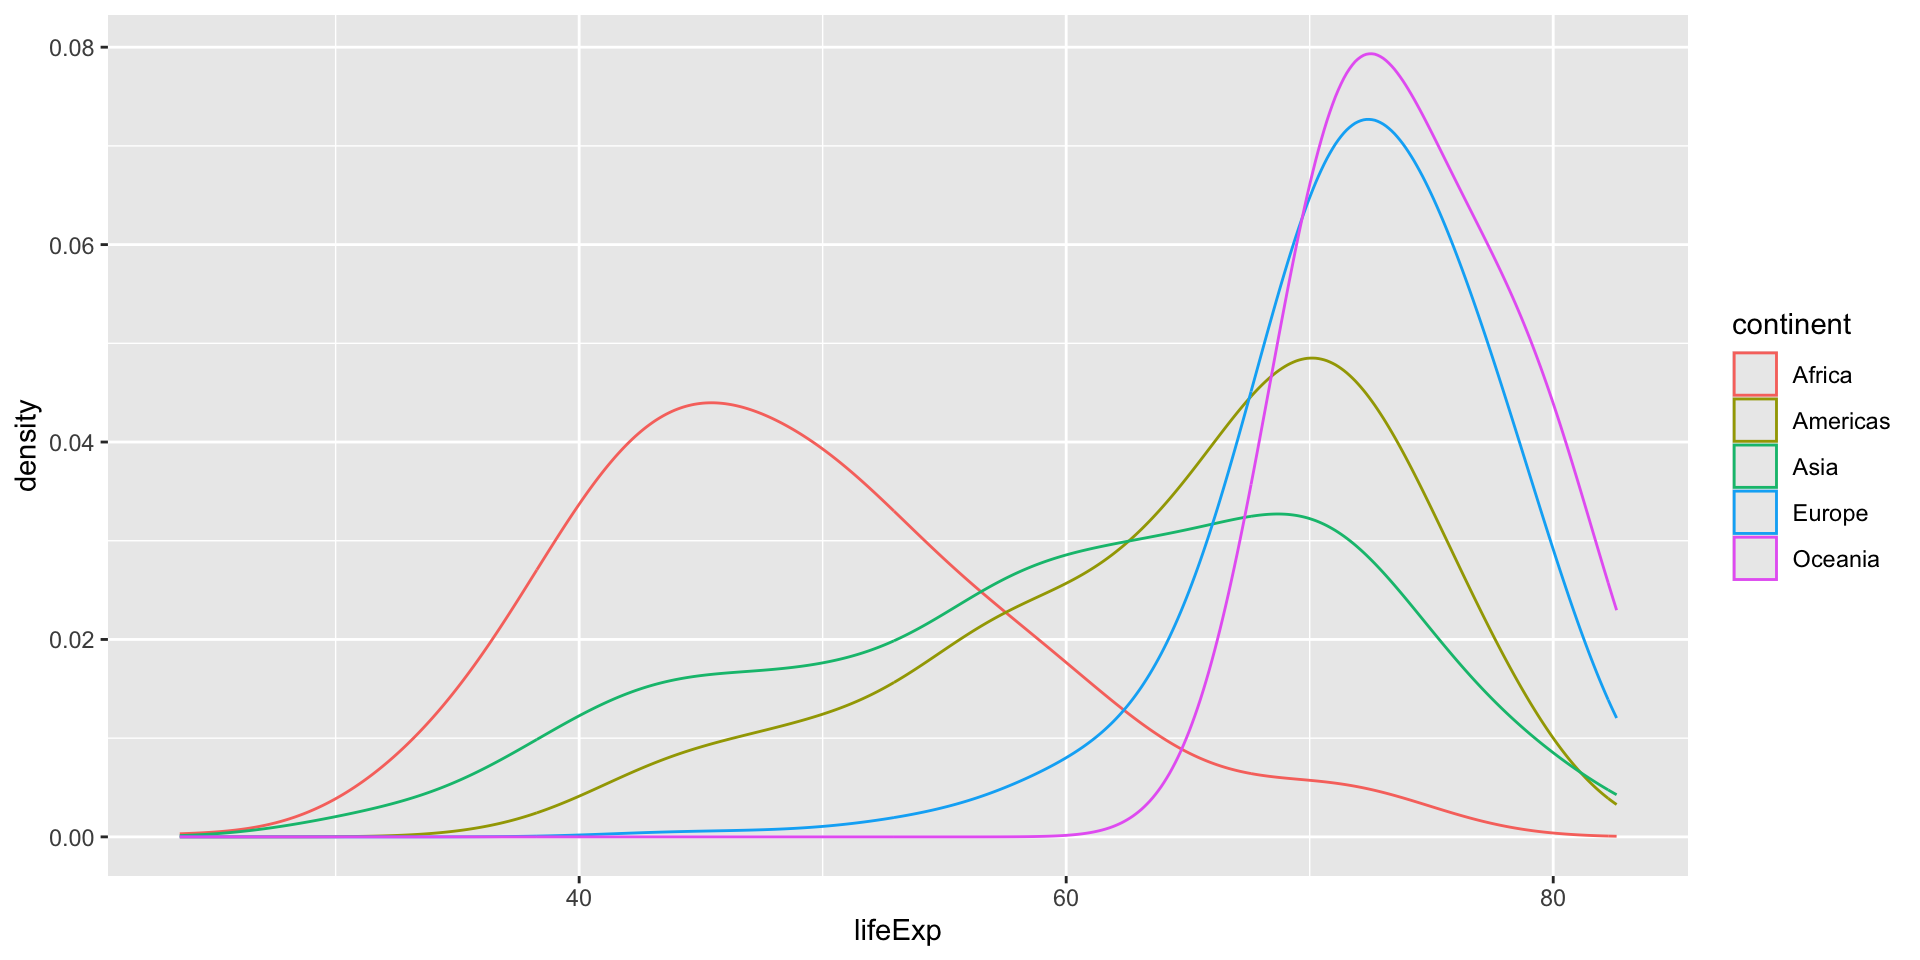 0.08
0.06
0.04
0.02
0.00
density
40 60 80
lifeExp
continent
Africa
Americas
Asia
Europe
Oceania